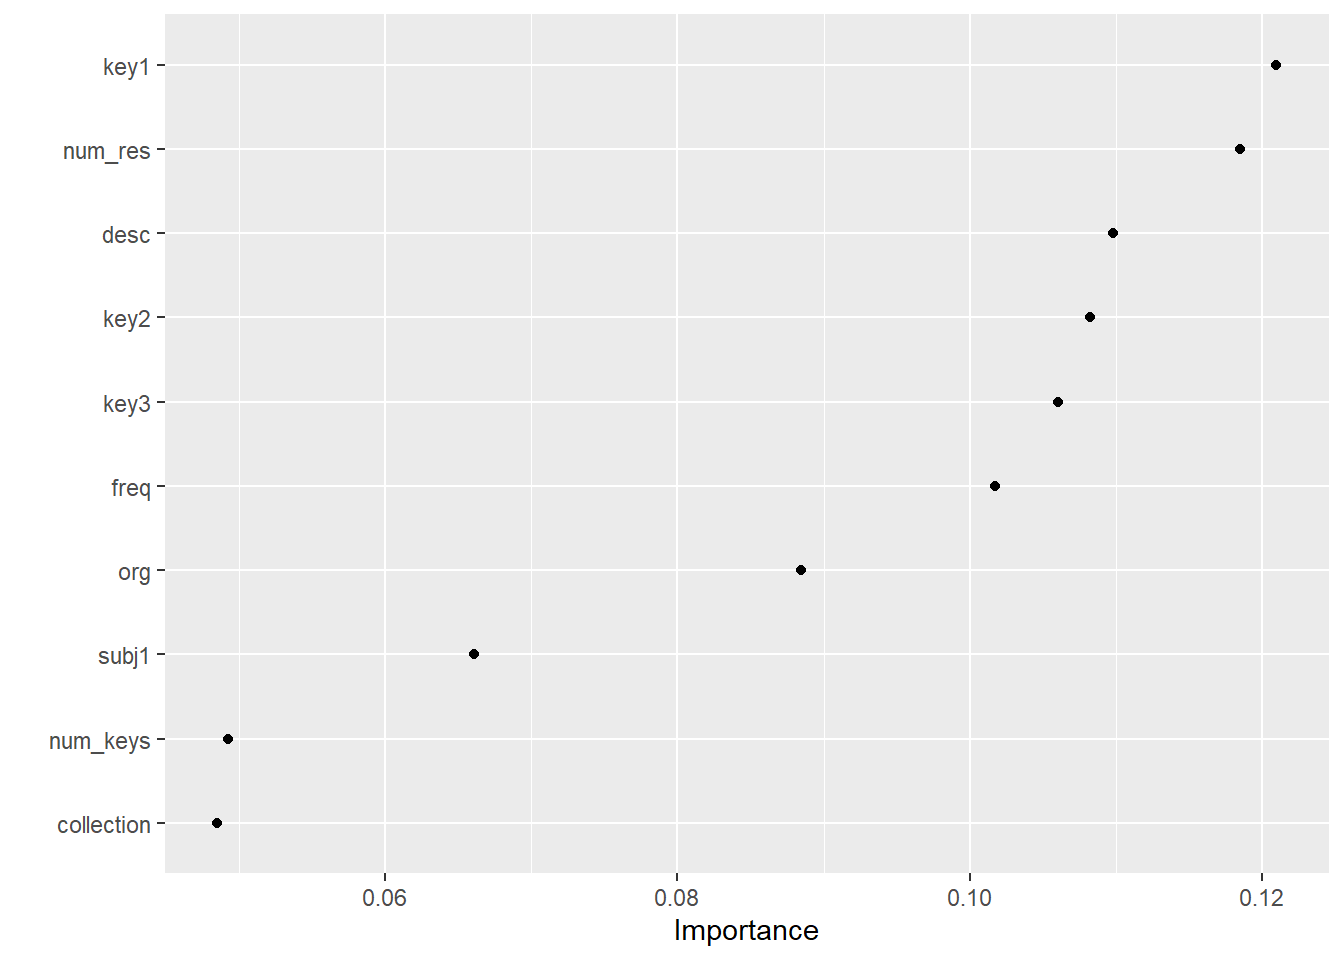 key1
num_res
desc
key2
key3
freq
org
subj1
num_keys
collection
0.06 0.08 0.10 0.12
Importance